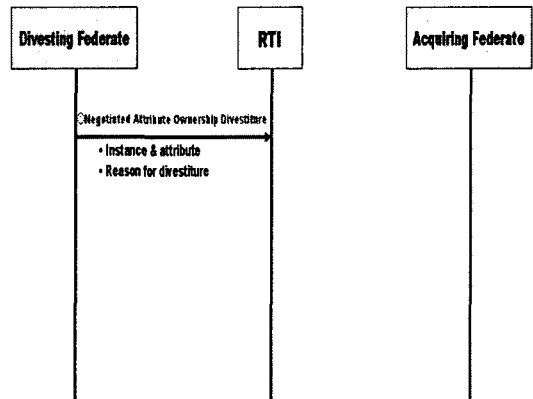 Divesting Federate
RTI
Acquiring Federate
Negotiated Attribute Ownership Divestiture
• Instance & attribute
• Reason for divestiture